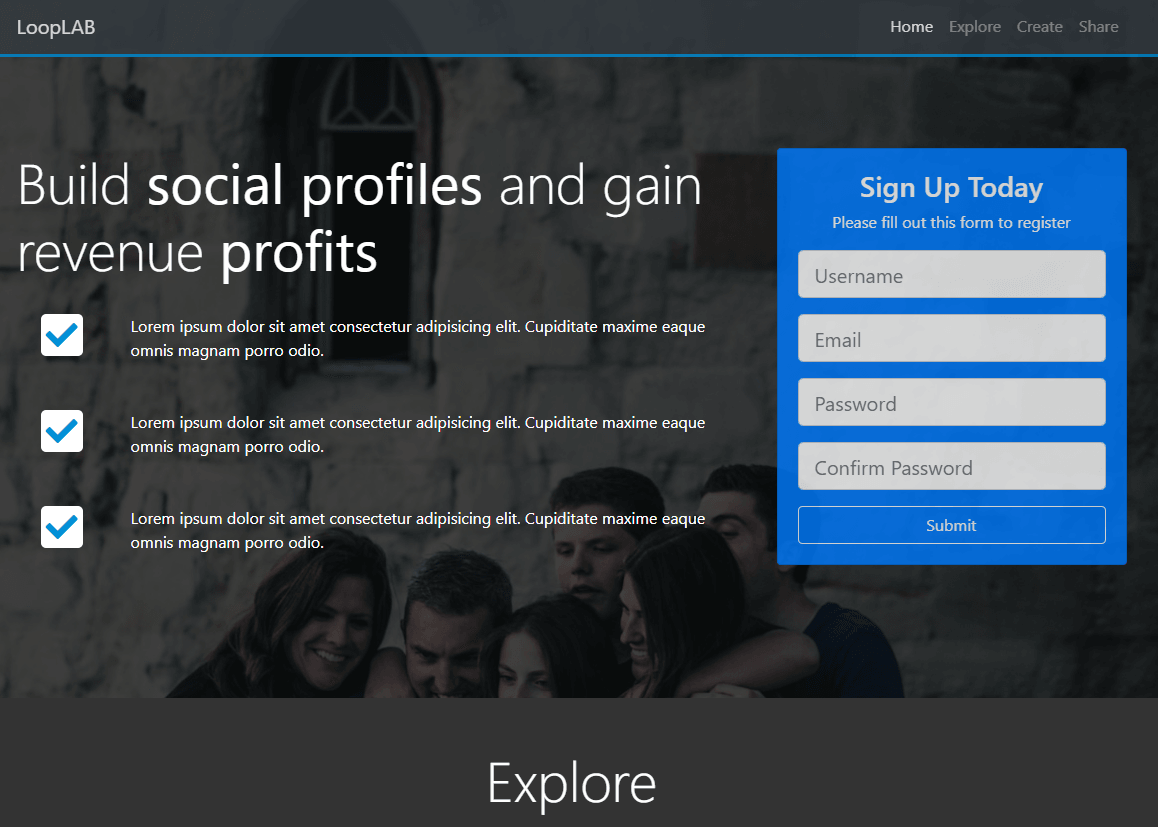 LoopLAB
Home Explore Create Share
Build social profiles and gain
revenue profits
Lorem ipsum dolor sit amet consectetur adipisicing elit. Cupiditate maxime eaque
omnis magnam porro odio.
Lorem ipsum dolor sit amet consectetur adipisicing elit. Cupiditate maxime eaque
omnis magnam porro odio.
Lorem ipsum dolor sit amet consectetur adipisicing elit. Cupiditate maxime eaque
omnis magnam porro odio.
Sign Up Today
Please fill out this form to register
Username
Email
Password
Confirm Password
Submit
Explore